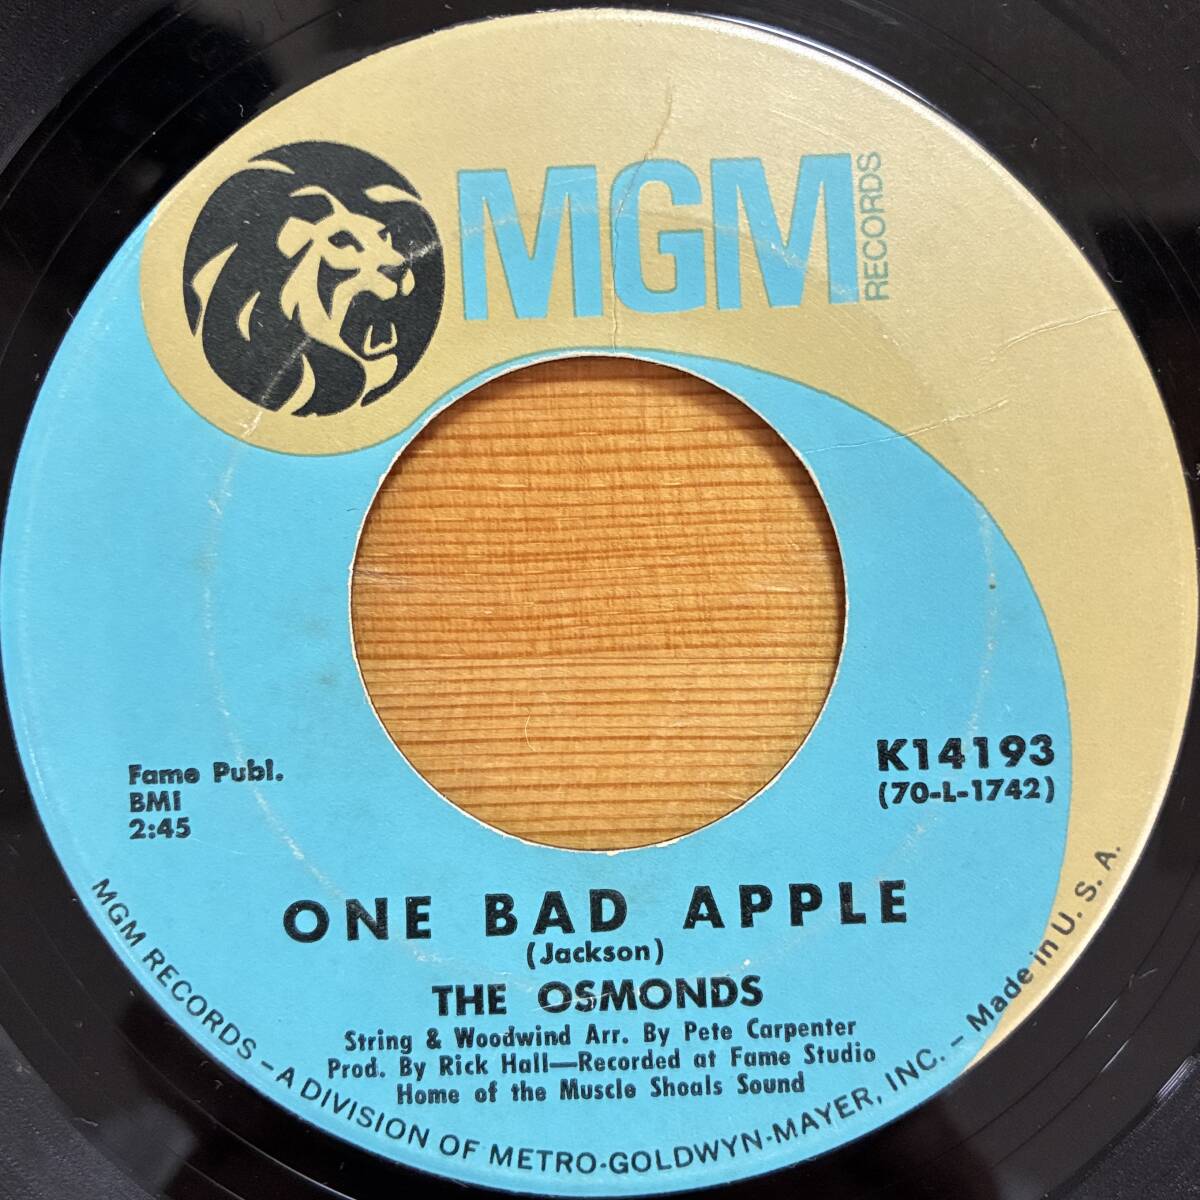 MGM
RECORDS
Fame Publ.
BMI
2:45
K14193
(70-L-1742)
ONE BAD APPLE
(Jackson)
THE OSMONDS
String & Woodwind Arr. By Pete Carpenter
Prod. By Rick Hall—Recorded at Fame Studio
Home of the Muscle Shoals Sound
MGM RECORDS – A DIVISION OF METRO-GOLDWYN-MAYER, INC. – Made in U. S. A.